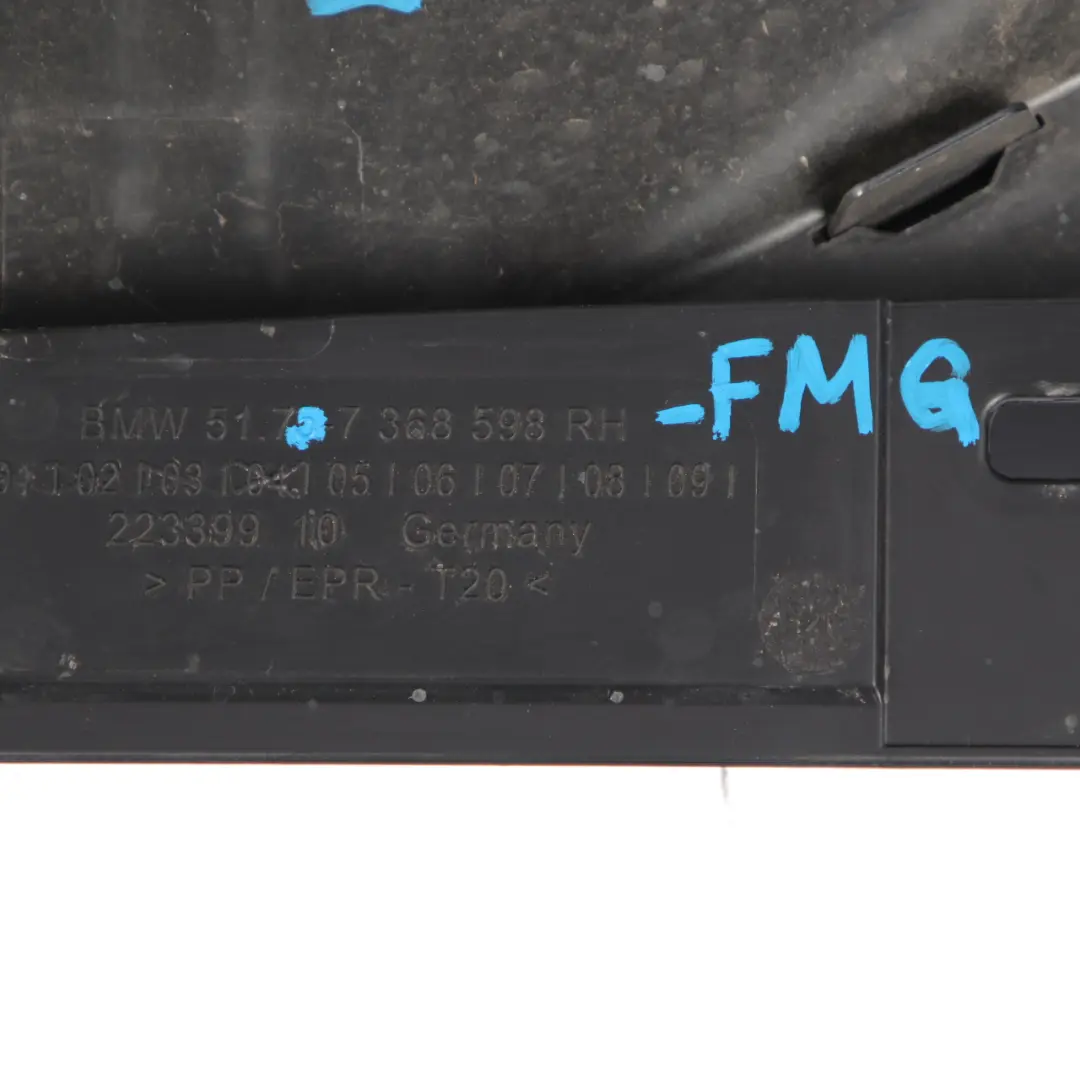 BMW 51.7 -7 368 598 RH
-FMG
01 | 02 | 03 | 04 | 05 | 06 | 07 | 08 | 09 |
223399 10 Germany
> PP / EPR - T20 <